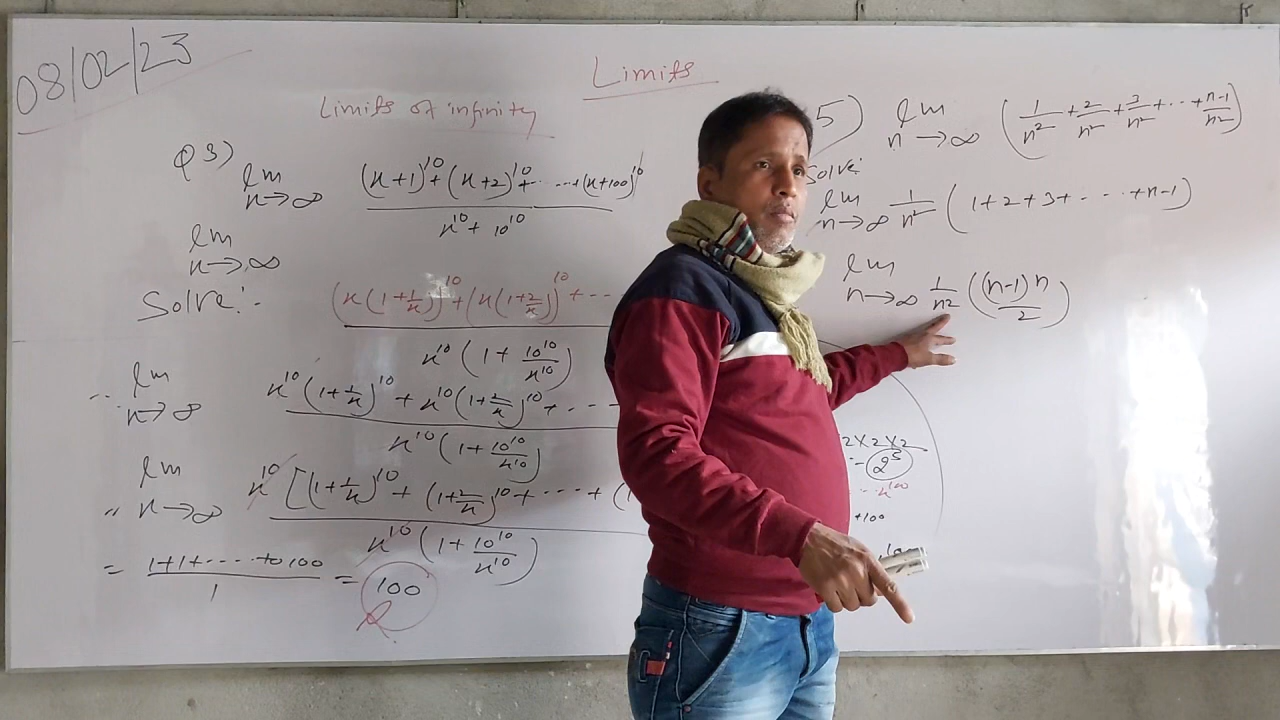 08/02/23
Limits
Limits of infinity
Q 3) lim n→∞ ((x+1)^10 + (x+2)^10 + ... + (x+100)^10) / (x^10 + 10^10)
lim n→∞
Solve:-
(x(1+1/x))^10 + (x(1+2/x))^10 + ...
x^10 (1 + 10^10/x^10)
lim n→∞ x^10 (1+1/x)^10 + x^10 (1+2/x)^10 + ...
x^10 (1 + 10^10/x^10)
" lim n→∞ x^10 [(1+1/x)^10 + (1+2/x)^10 + ... + (1
x^10 (1 + 10^10/x^10)
= (1+1+.....to 100) / 1 = 100
5) lim n→∞ (1/n² + 2/n² + 3/n² + ... + (n-1)/n²)
Solve:
lim n→∞ 1/n² (1+2+3+.....+n-1)
lim n→∞ 1/n² ((n-1)n / 2)
2×2×2
+100